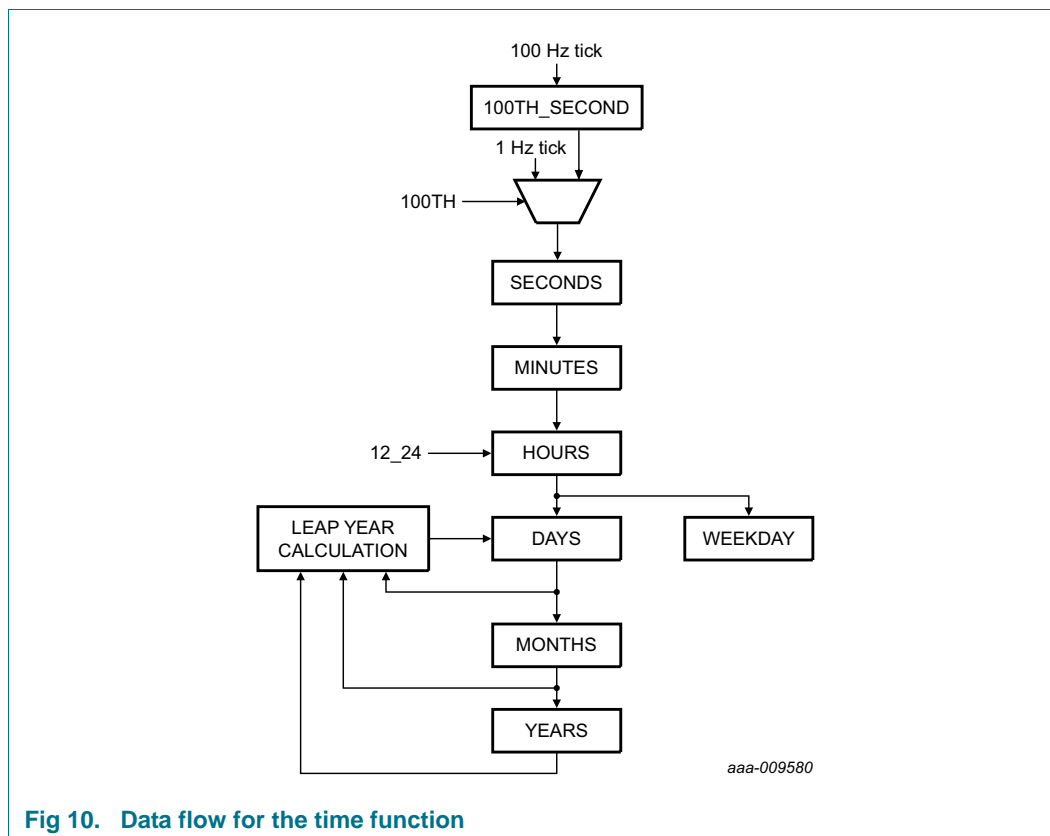 100 Hz tick
100TH_SECOND
1 Hz tick
100TH
SECONDS
MINUTES
12_24
HOURS
LEAP YEAR
CALCULATION
DAYS
WEEKDAY
MONTHS
YEARS
aaa-009580
Fig 10. Data flow for the time function